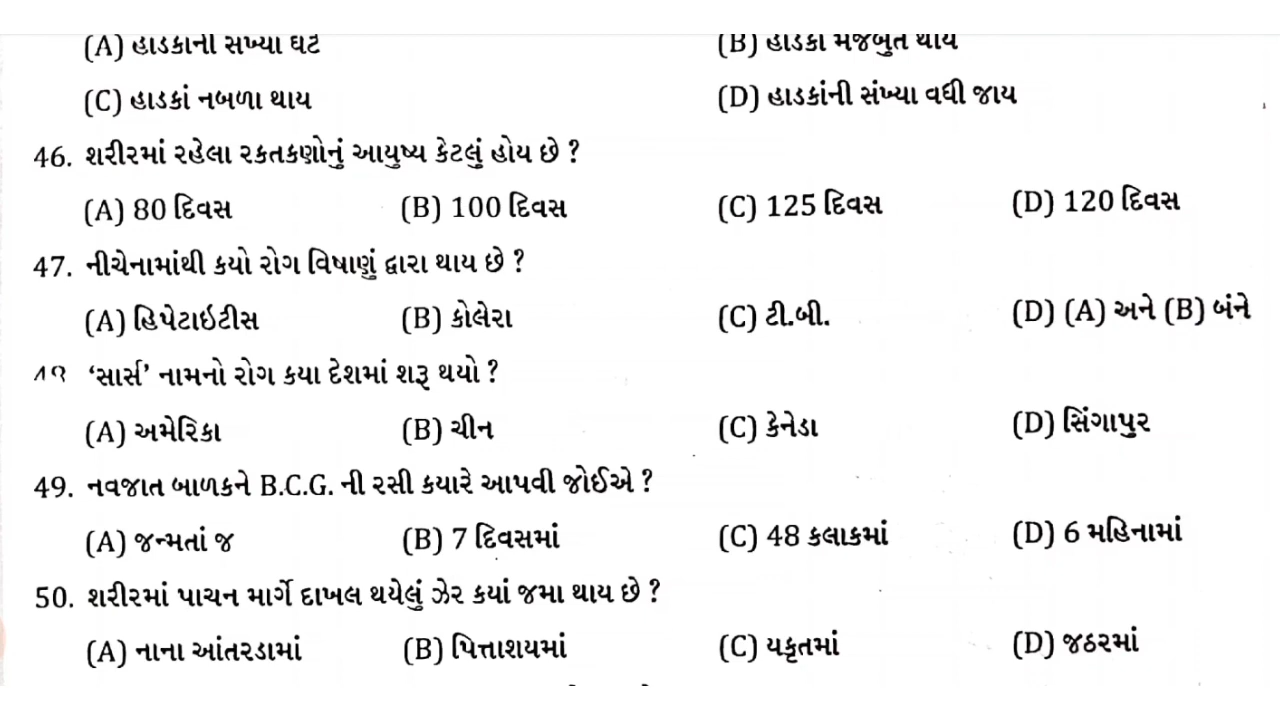 (A) હાડકાંની સંખ્યા ઘટે (B) હાડકાં મજબુત થાય
(C) હાડકાં નબળા થાય (D) હાડકાંની સંખ્યા વધી જાય
46. શરીરમાં રહેલા રકતકણોનું આયુષ્ય કેટલું હોય છે ?
(A) 80 દિવસ (B) 100 દિવસ (C) 125 દિવસ (D) 120 દિવસ
47. નીચેનામાંથી કયો રોગ વિષાણું દ્વારા થાય છે ?
(A) હિપેટાઇટીસ (B) કોલેરા (C) ટી.બી. (D) (A) અને (B) બંને
‘સાર્સ’ નામનો રોગ કયા દેશમાં શરૂ થયો ?
(A) અમેરિકા (B) ચીન (C) કેનેડા (D) સિંગાપુર
49. નવજાત બાળકને B.C.G. ની રસી કયારે આપવી જોઈએ ?
(A) જન્મતાં જ (B) 7 દિવસમાં (C) 48 કલાકમાં (D) 6 મહિનામાં
50. શરીરમાં પાચન માર્ગે દાખલ થયેલું ઝેર કયાં જમા થાય છે ?
(A) નાના આંતરડામાં (B) પિત્તાશયમાં (C) યકૃતમાં (D) જઠરમાં